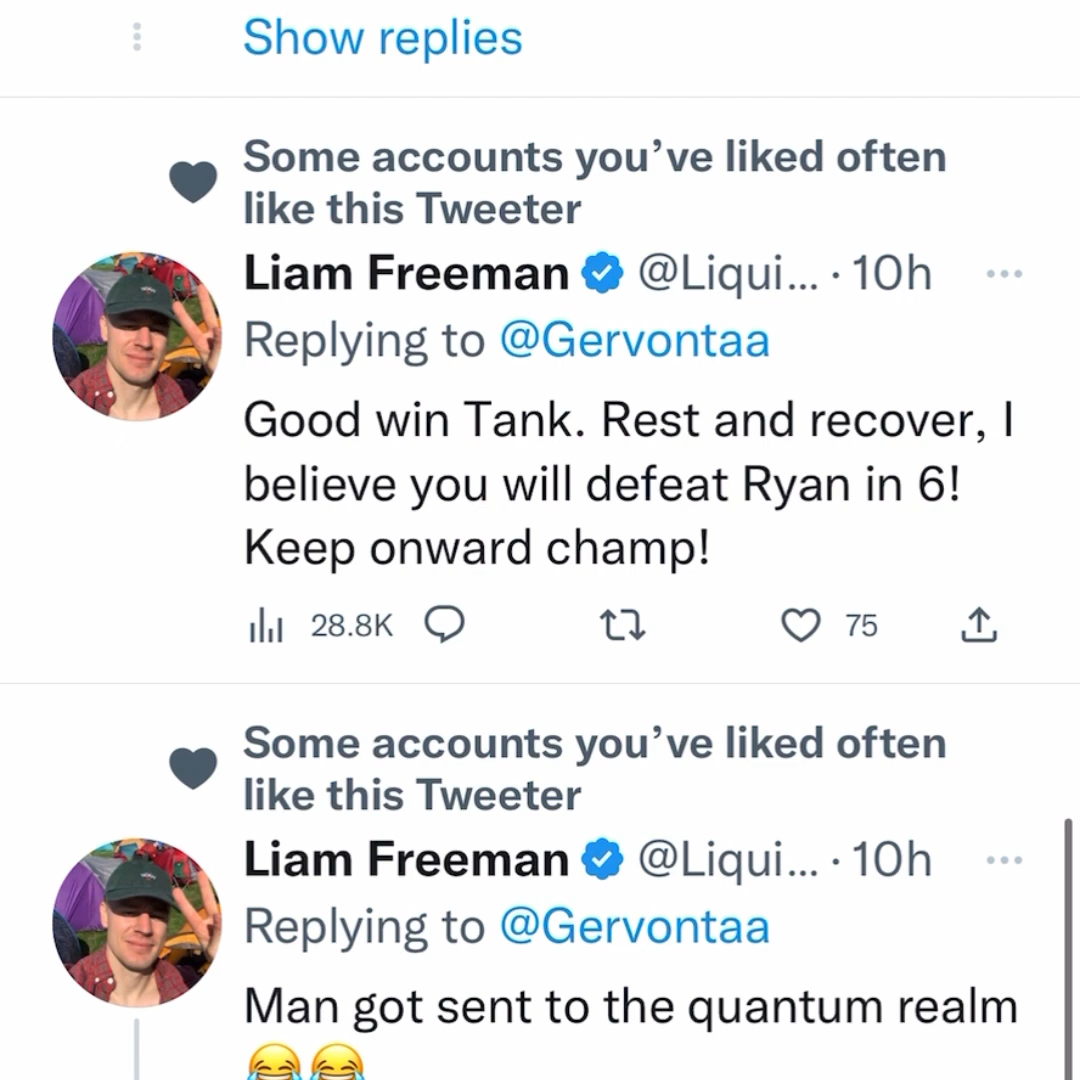 Show replies
Some accounts you’ve liked often
like this Tweeter
Liam Freeman @Liqui... · 10h
Replying to @Gervontaa
Good win Tank. Rest and recover, I
believe you will defeat Ryan in 6!
Keep onward champ!
28.8K 75
Some accounts you’ve liked often
like this Tweeter
Liam Freeman @Liqui... · 10h
Replying to @Gervontaa
Man got sent to the quantum realm
😂😂